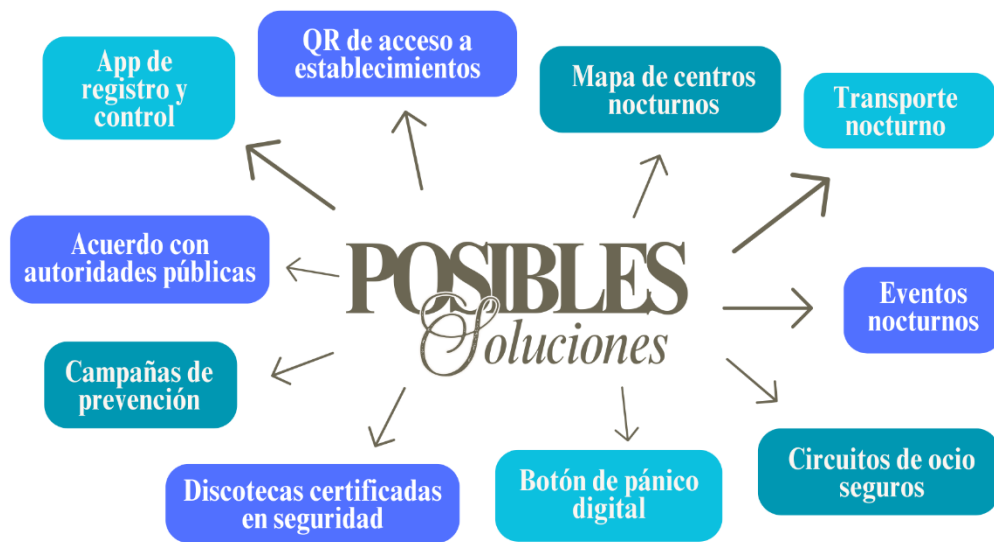 App de
registro y
control
QR de acceso a
establecimientos
Mapa de centros
nocturnos
Transporte
nocturno
Acuerdo con
autoridades públicas
POSIBLES
Soluciones
Eventos
nocturnos
Campañas de
prevención
Discotecas certificadas
en seguridad
Botón de pánico
digital
Circuitos de ocio
seguros